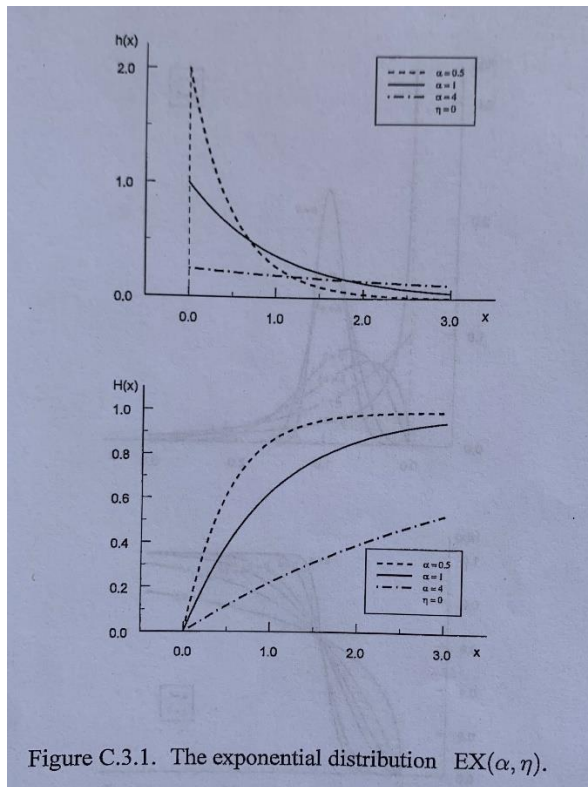 h(x)
2.0
1.0
0.0
0.0 1.0 2.0 3.0 x
α=0.5
α=1
α=4
η=0
H(x)
1.0
0.8
0.6
0.4
0.2
0.0
0.0 1.0 2.0 3.0 x
α=0.5
α=1
α=4
η=0
Figure C.3.1. The exponential distribution EX(α, η).